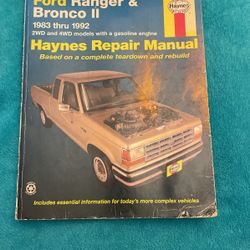 Ford Ranger &
Bronco II
1983 thru 1992
2WD and 4WD models with a gasoline engine
Haynes
Haynes Repair Manual
Based on a complete teardown and rebuild
Includes essential information for today's more complex vehicles